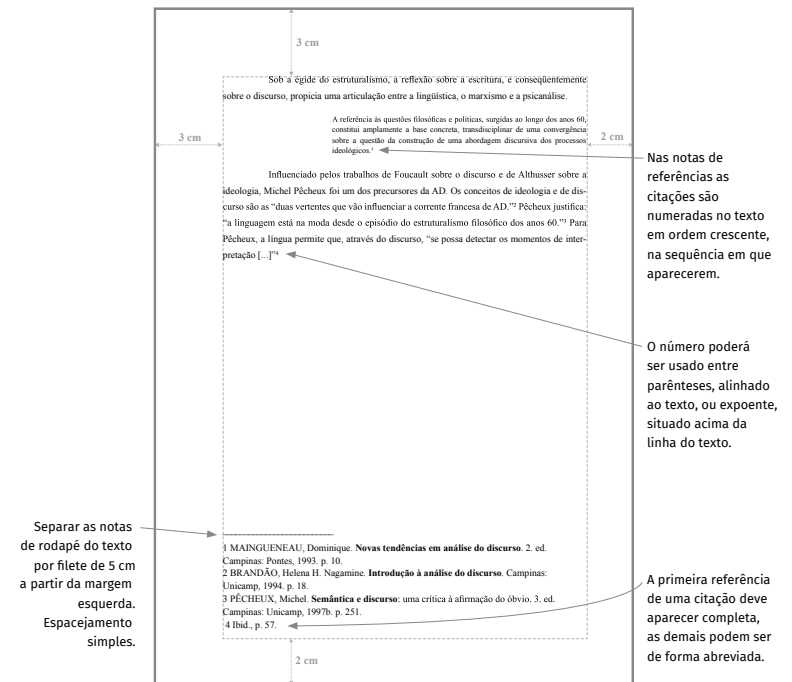 3 cm
Sob a égide do estruturalismo, a reflexão sobre a escritura, e conseqüentemente
sobre o discurso, propicia uma articulação entre a lingüística, o marxismo e a psicanálise.
A referência às questões filosóficas e políticas, surgidas ao longo dos anos 60,
constitui amplamente a base concreta, transdisciplinar de uma convergência
sobre a questão da construção de uma abordagem discursiva dos processos
ideológicos.¹
3 cm
2 cm
Influenciado pelos trabalhos de Foucault sobre o discurso e de Althusser sobre a
ideologia, Michel Pêcheux foi um dos precursores da AD. Os conceitos de ideologia e de dis-
curso são as “duas vertentes que vão influenciar a corrente francesa de AD.”² Pêcheux justifica:
“a linguagem está na moda desde o episódio do estruturalismo filosófico dos anos 60.”³ Para
Pêcheux, a língua permite que, através do discurso, “se possa detectar os momentos de inter-
pretação [...]”⁴
Nas notas de
referências as
citações são
numeradas no texto
em ordem crescente,
na sequência em que
aparecerem.
O número poderá
ser usado entre
parênteses, alinhado
ao texto, ou expoente,
situado acima da
linha do texto.
Separar as notas
de rodapé do texto
por filete de 5 cm
a partir da margem
esquerda.
Espacejamento
simples.
1 MAINGUENEAU, Dominique. Novas tendências em análise do discurso. 2. ed.
Campinas: Pontes, 1993. p. 10.
2 BRANDÃO, Helena H. Nagamine. Introdução à análise do discurso. Campinas:
Unicamp, 1994. p. 18.
3 PÊCHEUX, Michel. Semântica e discurso: uma crítica à afirmação do óbvio. 3. ed.
Campinas: Unicamp, 1997b. p. 251.
4 Ibid., p. 57.
A primeira referência
de uma citação deve
aparecer completa,
as demais podem ser
de forma abreviada.
2 cm